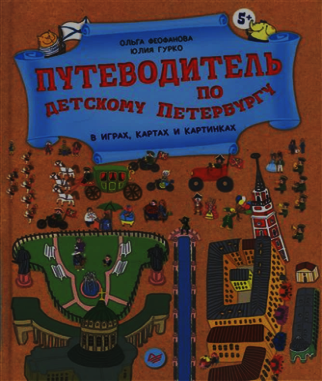 5+
ОЛЬГА ФЕОФАНОВА
ЮЛИЯ ГУРКО
ПУТЕВОДИТЕЛЬ
ПО
ДЕТСКОМУ ПЕТЕРБУРГУ
В ИГРАХ, КАРТАХ И КАРТИНКАХ